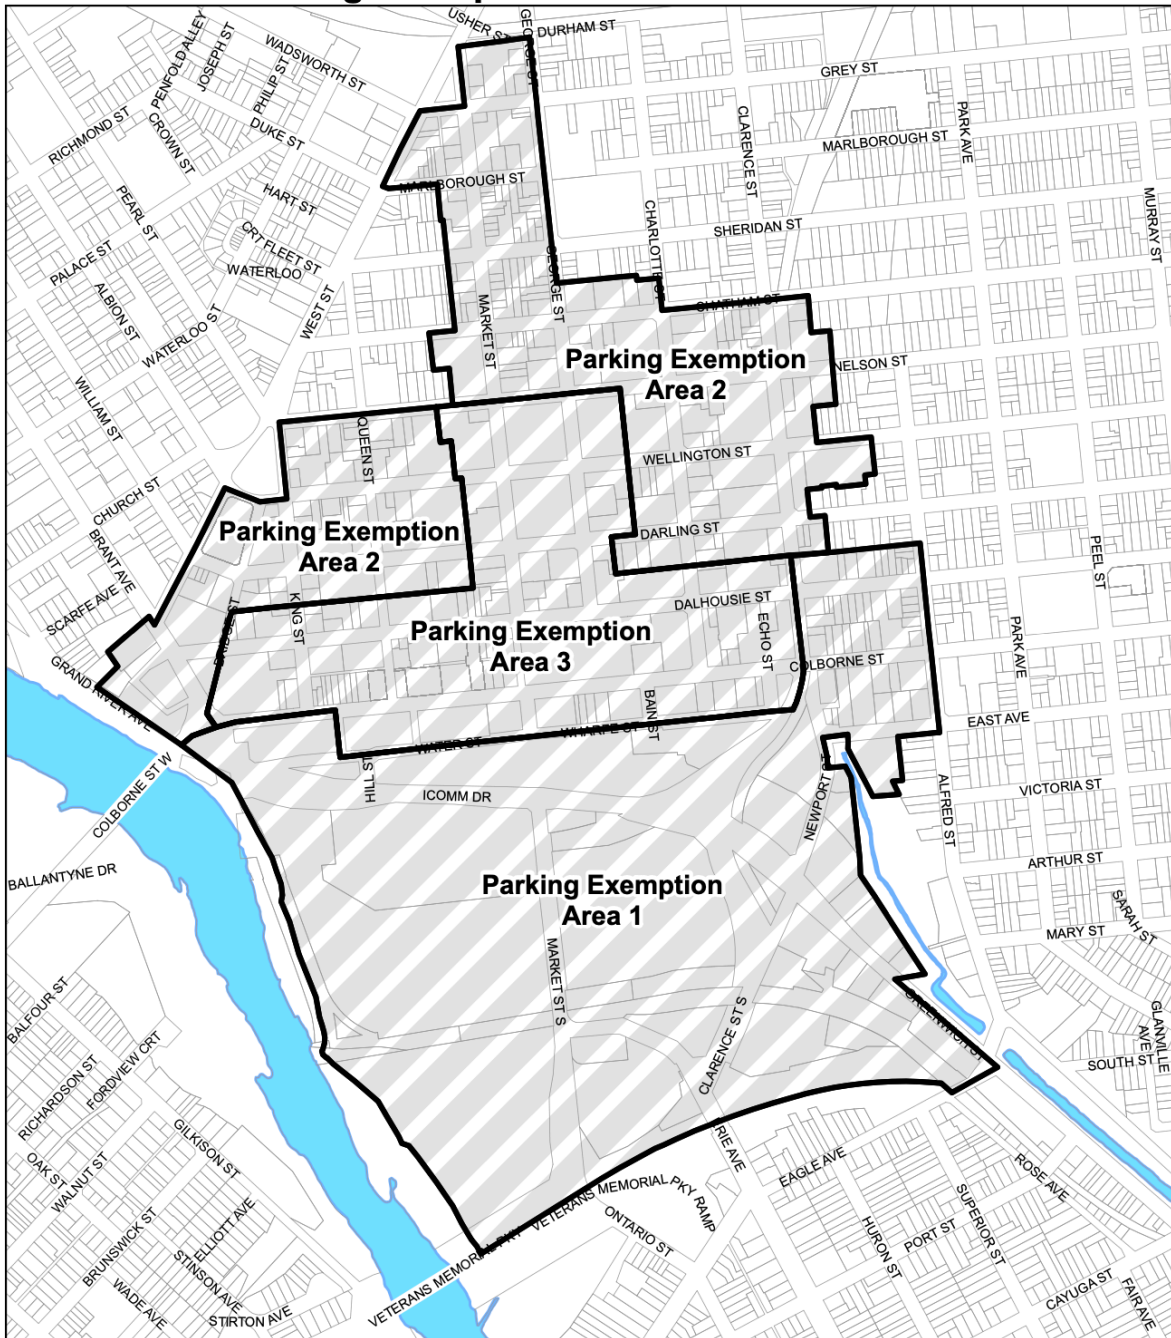 USHER ST
GEORGE ST
DURHAM ST
PENFOLD ALLEY
JOSEPH ST
WADSWORTH ST
PHILIP ST
GREY ST
RICHMOND ST
CROWN ST
DUKE ST
CLARENCE ST
PARK AVE
MARLBOROUGH ST
MARLBOROUGH ST
HART ST
PEARL ST
CHARLOTTE ST
MURRAY ST
SHERIDAN ST
CRT FLEET ST
PALACE ST
WATERLOO
GEORGE ST
ALBION ST
WEST ST
MARKET ST
CHATHAM ST
WATERLOO ST
Parking Exemption
Area 2
NELSON ST
WILLIAM ST
QUEEN ST
WELLINGTON ST
CHURCH ST
Parking Exemption
Area 2
DARLING ST
BRANT AVE
PEEL ST
SCARFE AVE
BRIDGE ST
KING ST
DALHOUSIE ST
ECHO ST
PARK AVE
Parking Exemption
Area 3
COLBORNE ST
GRAND RIVER AVE
BAIN ST
EAST AVE
WATER ST
WHARFE ST
HILL ST
COLBORNE ST W
ICOMM DR
NEWPORT ST
ALFRED ST
VICTORIA ST
BALLANTYNE DR
ARTHUR ST
Parking Exemption
Area 1
SARAH ST
MARY ST
MARKET ST S
BALFOUR ST
GREENWICH ST
CLARENCE ST S
GLANVILLE
AVE
SOUTH ST
RICHARDSON ST
FORDVIEW CRT
GILKISON ST
EAGLE AVE
ROSE AVE
OAK ST
WALNUT ST
VETERANS MEMORIAL PKY RAMP
SUPERIOR ST
ELLIOTT AVE
ONTARIO ST
HURON ST
PORT ST
BRUNSWICK ST
STINSON AVE
VETERANS MEMORIAL PKY
CAYUGA ST
FAIR AVE
WADE AVE
STIRTON AVE